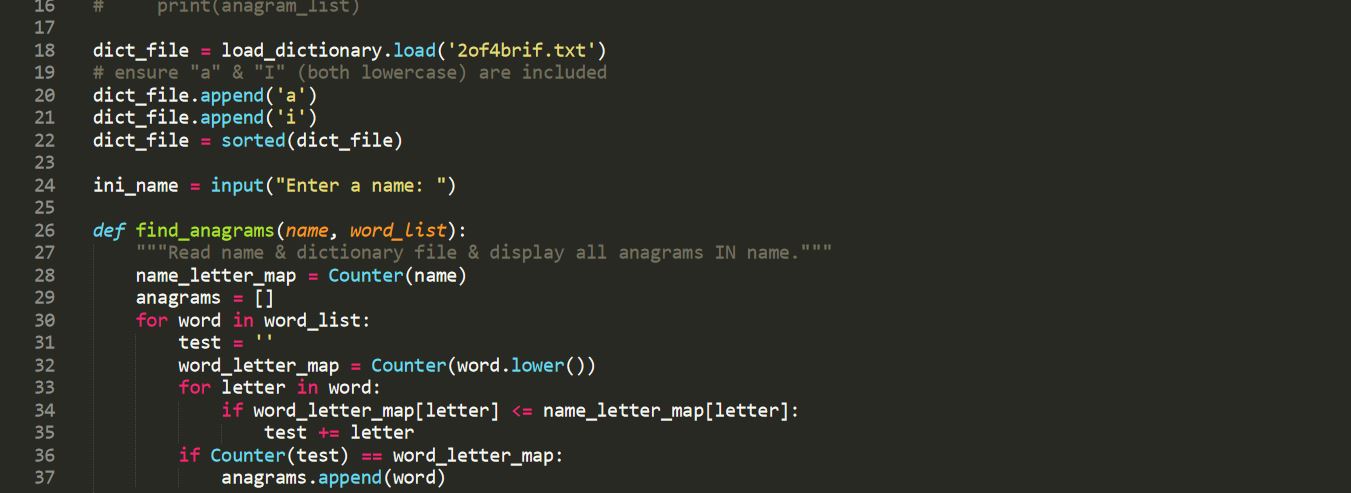 16 #     print(anagram_list)
17
18 dict_file = load_dictionary.load('2of4brif.txt')
19 # ensure "a" & "I" (both lowercase) are included
20 dict_file.append('a')
21 dict_file.append('i')
22 dict_file = sorted(dict_file)
23
24 ini_name = input("Enter a name: ")
25
26 def find_anagrams(name, word_list):
27     """Read name & dictionary file & display all anagrams IN name."""
28     name_letter_map = Counter(name)
29     anagrams = []
30     for word in word_list:
31         test = ''
32         word_letter_map = Counter(word.lower())
33         for letter in word:
34             if word_letter_map[letter] <= name_letter_map[letter]:
35                 test += letter
36         if Counter(test) == word_letter_map:
37             anagrams.append(word)